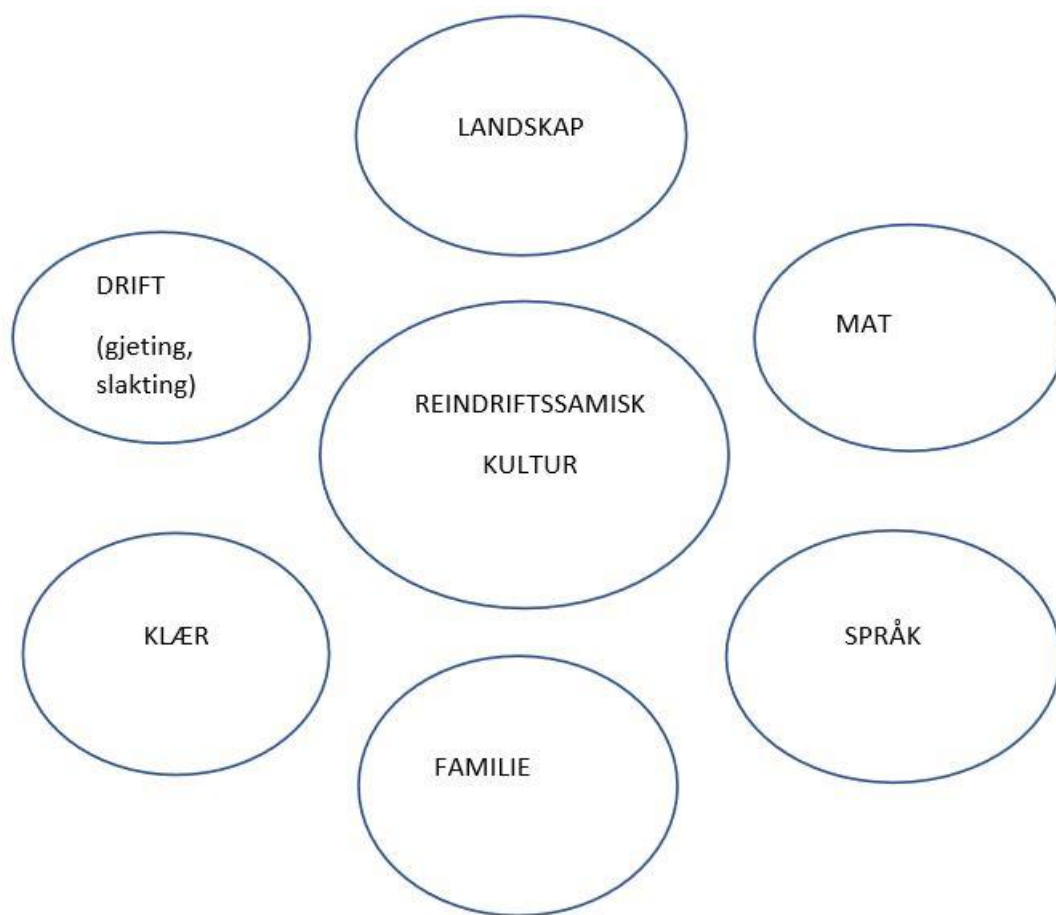 LANDSKAP
DRIFT
(gjeting,
slakting)
MAT
REINDRIFTSSAMISK
KULTUR
KLÆR
SPRÅK
FAMILIE